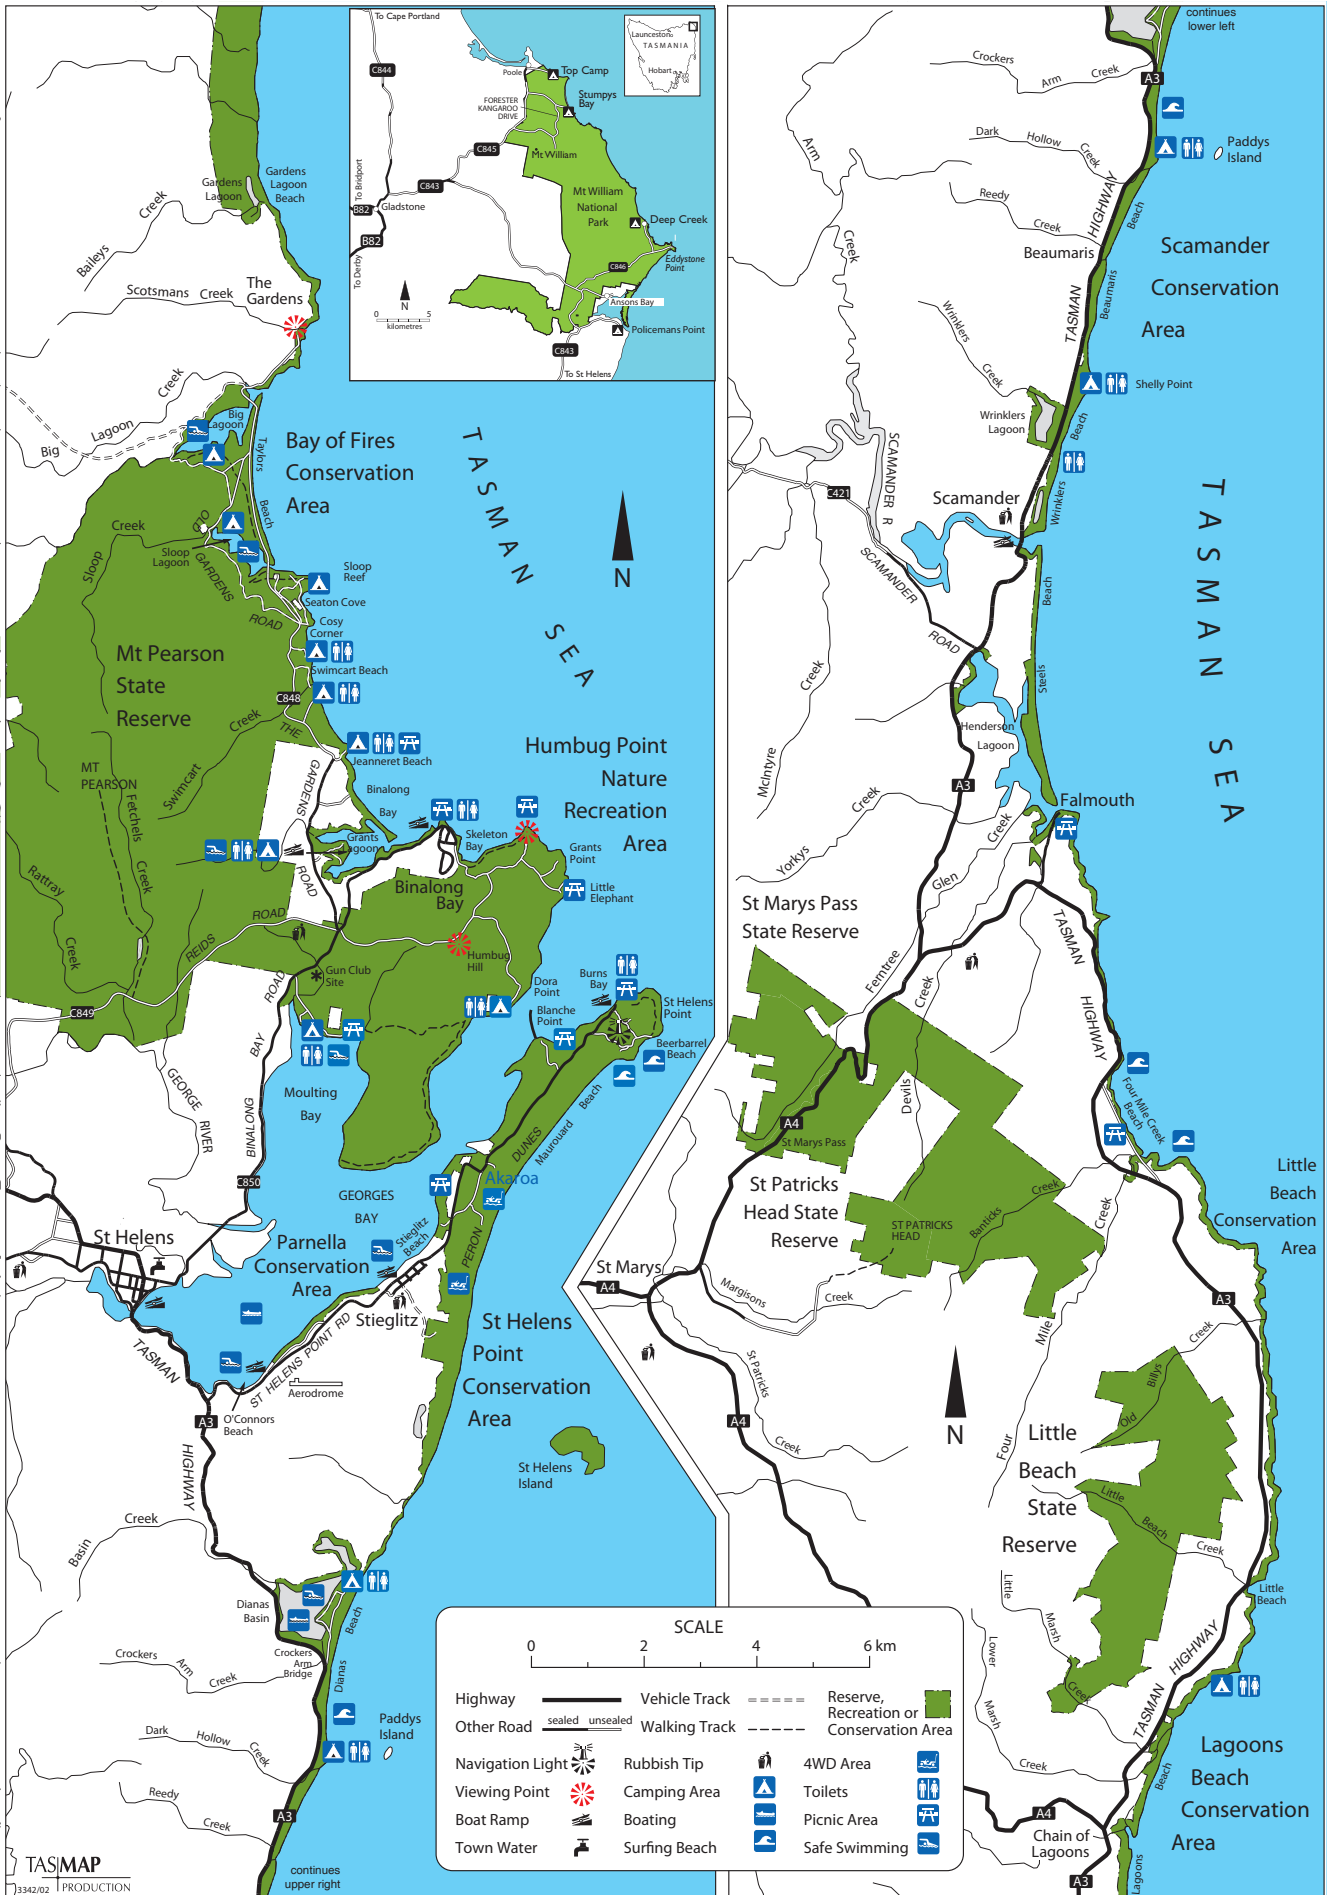 To Cape Portland
C844
Poole
Top Camp
Stumpys
Bay
FORESTER
KANGAROO
DRIVE
C845
Mt William
C843
To Bridport
B82
Gladstone
B82
To Derby
Mt William
National
Park
Deep Creek
C846
Eddystone
Point
Ansons Bay
Policemans Point
C843
To St Helens
N
0 5
kilometres
Launceston
TASMANIA
Hobart
Gardens
Lagoon
Gardens
Lagoon
Beach
Baileys Creek
Scotsmans Creek
The
Gardens
Big Lagoon Creek
Big
Lagoon
Taylors Beach
Bay of Fires
Conservation
Area
TASMAN SEA
N
Sloop Creek
Sloop
Lagoon
OLD GARDENS ROAD
Sloop
Reef
Seaton Cove
Cosy
Corner
Swimcart Beach
Mt Pearson
State
Reserve
C848
THE GARDENS ROAD
Swimcart Creek
Jeanneret Beach
MT
PEARSON
Fetchels Creek
Binalong
Bay
Humbug Point
Nature
Recreation
Area
Grants
Lagoon
Skeleton
Bay
Grants
Point
Little
Elephant
Binalong
Bay
Rattray Creek
REIDS ROAD
Humbug
Hill
Gun Club
Site
C849
Dora
Point
Blanche
Point
Burns
Bay
St Helens
Point
Beerbarrel
Beach
Maurouard Beach
Moulting
Bay
GEORGE RIVER
BINALONG BAY ROAD
C850
GEORGES
BAY
PERON DUNES
Akaroa
St Helens
Parnella
Conservation
Area
Stieglitz
Beach
Stieglitz
ST HELENS POINT RD
Aerodrome
O'Connors
Beach
TASMAN HIGHWAY
A3
St Helens
Point
Conservation
Area
St Helens
Island
Basin Creek
Dianas
Basin
Dianas Beach
Crockers
Arm
Bridge
Crockers Arm Creek
Paddys
Island
Dark Hollow Creek
Reedy Creek
A3
continues
upper right
TASMAP
PRODUCTION
3342/02
continues
lower left
Crockers Arm Creek
A3
Arm Creek
Dark Hollow Creek
Paddys
Island
Reedy Creek
Beaumaris
TASMAN HIGHWAY
Beaumaris Beach
Scamander
Conservation
Area
Wrinklers Creek
Shelly Point
Wrinklers
Lagoon
Wrinklers Beach
C421
SCAMANDER R
Scamander
SCAMANDER ROAD
Steels Beach
TASMAN SEA
McIntyre Creek
Henderson
Lagoon
A3
Falmouth
Yorkys Creek
Glen Creek
St Marys Pass
State Reserve
Ferntree Creek
TASMAN HIGHWAY
Devils
A4
St Marys Pass
Four Mile Creek
Beach
St Patricks
Head State
Reserve
ST PATRICKS
HEAD
Banticks Creek
Little
Beach
Conservation
Area
St Marys
A4
Margisons Creek
Four Mile Creek
A3
St Patricks Creek
A4
N
Old Billys Creek
Little
Beach
State
Reserve
Little Beach Creek
Little
Beach
Little Marsh Creek
Lower Marsh Creek
TASMAN HIGHWAY
Lagoons
Beach
Conservation
Area
A4
Chain of
Lagoons
A3
Lagoons Beach
SCALE
0 2 4 6 km
Highway
Vehicle Track
Reserve,
Recreation or
Conservation Area
Other Road
sealed unsealed
Walking Track
Navigation Light
Rubbish Tip
4WD Area
Viewing Point
Camping Area
Toilets
Boat Ramp
Boating
Picnic Area
Town Water
Surfing Beach
Safe Swimming